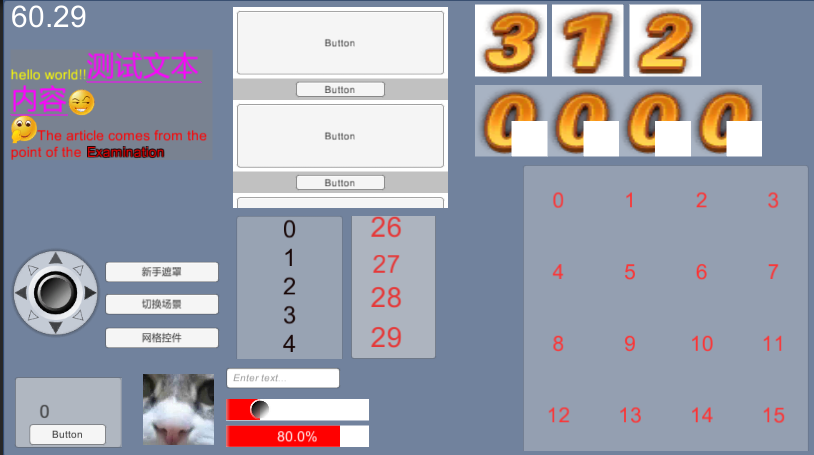 60.29
hello world!!测试文本
内容
The article comes from the
point of the Examination
Button
Button
Button
Button
3 1 2
0 0 0 0
0 1 2 3
4 5 6 7
8 9 10 11
12 13 14 15
0
1
2
3
4
26
27
28
29
新手遮罩
切换场景
网格控件
0
Button
Enter text...
80.0%